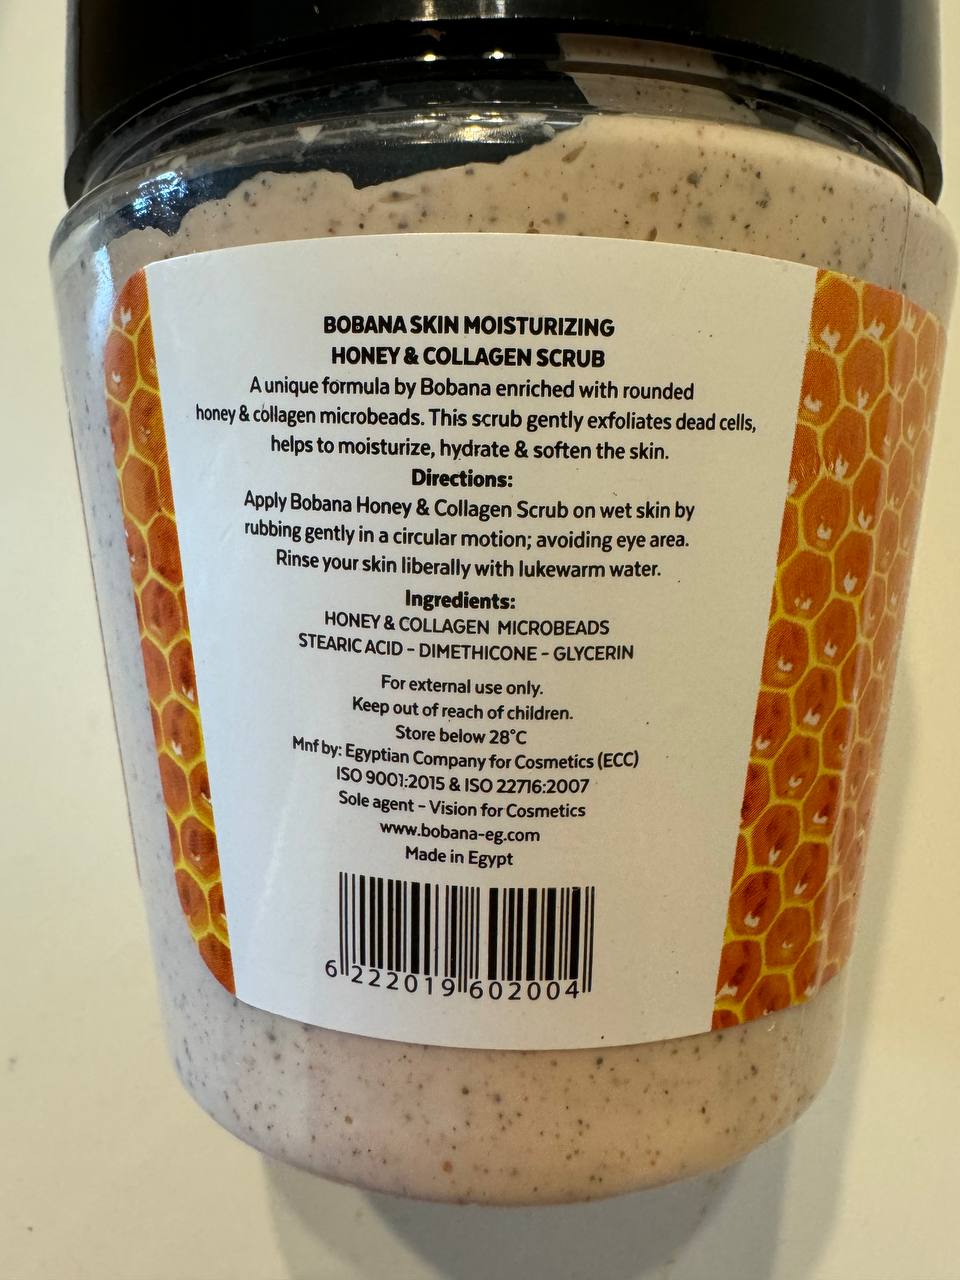 BOBANA SKIN MOISTURIZING
HONEY & COLLAGEN SCRUB
A unique formula by Bobana enriched with rounded
honey & collagen microbeads. This scrub gently exfoliates dead cells,
helps to moisturize, hydrate & soften the skin.
Directions:
Apply Bobana Honey & Collagen Scrub on wet skin by
rubbing gently in a circular motion; avoiding eye area.
Rinse your skin liberally with lukewarm water.
Ingredients:
HONEY & COLLAGEN MICROBEADS
STEARIC ACID - DIMETHICONE - GLYCERIN
For external use only.
Keep out of reach of children.
Store below 28°C
Mnf by: Egyptian Company for Cosmetics (ECC)
ISO 9001:2015 & ISO 22716:2007
Sole agent - Vision for Cosmetics
www.bobana-eg.com
Made in Egypt
6 222019 602004